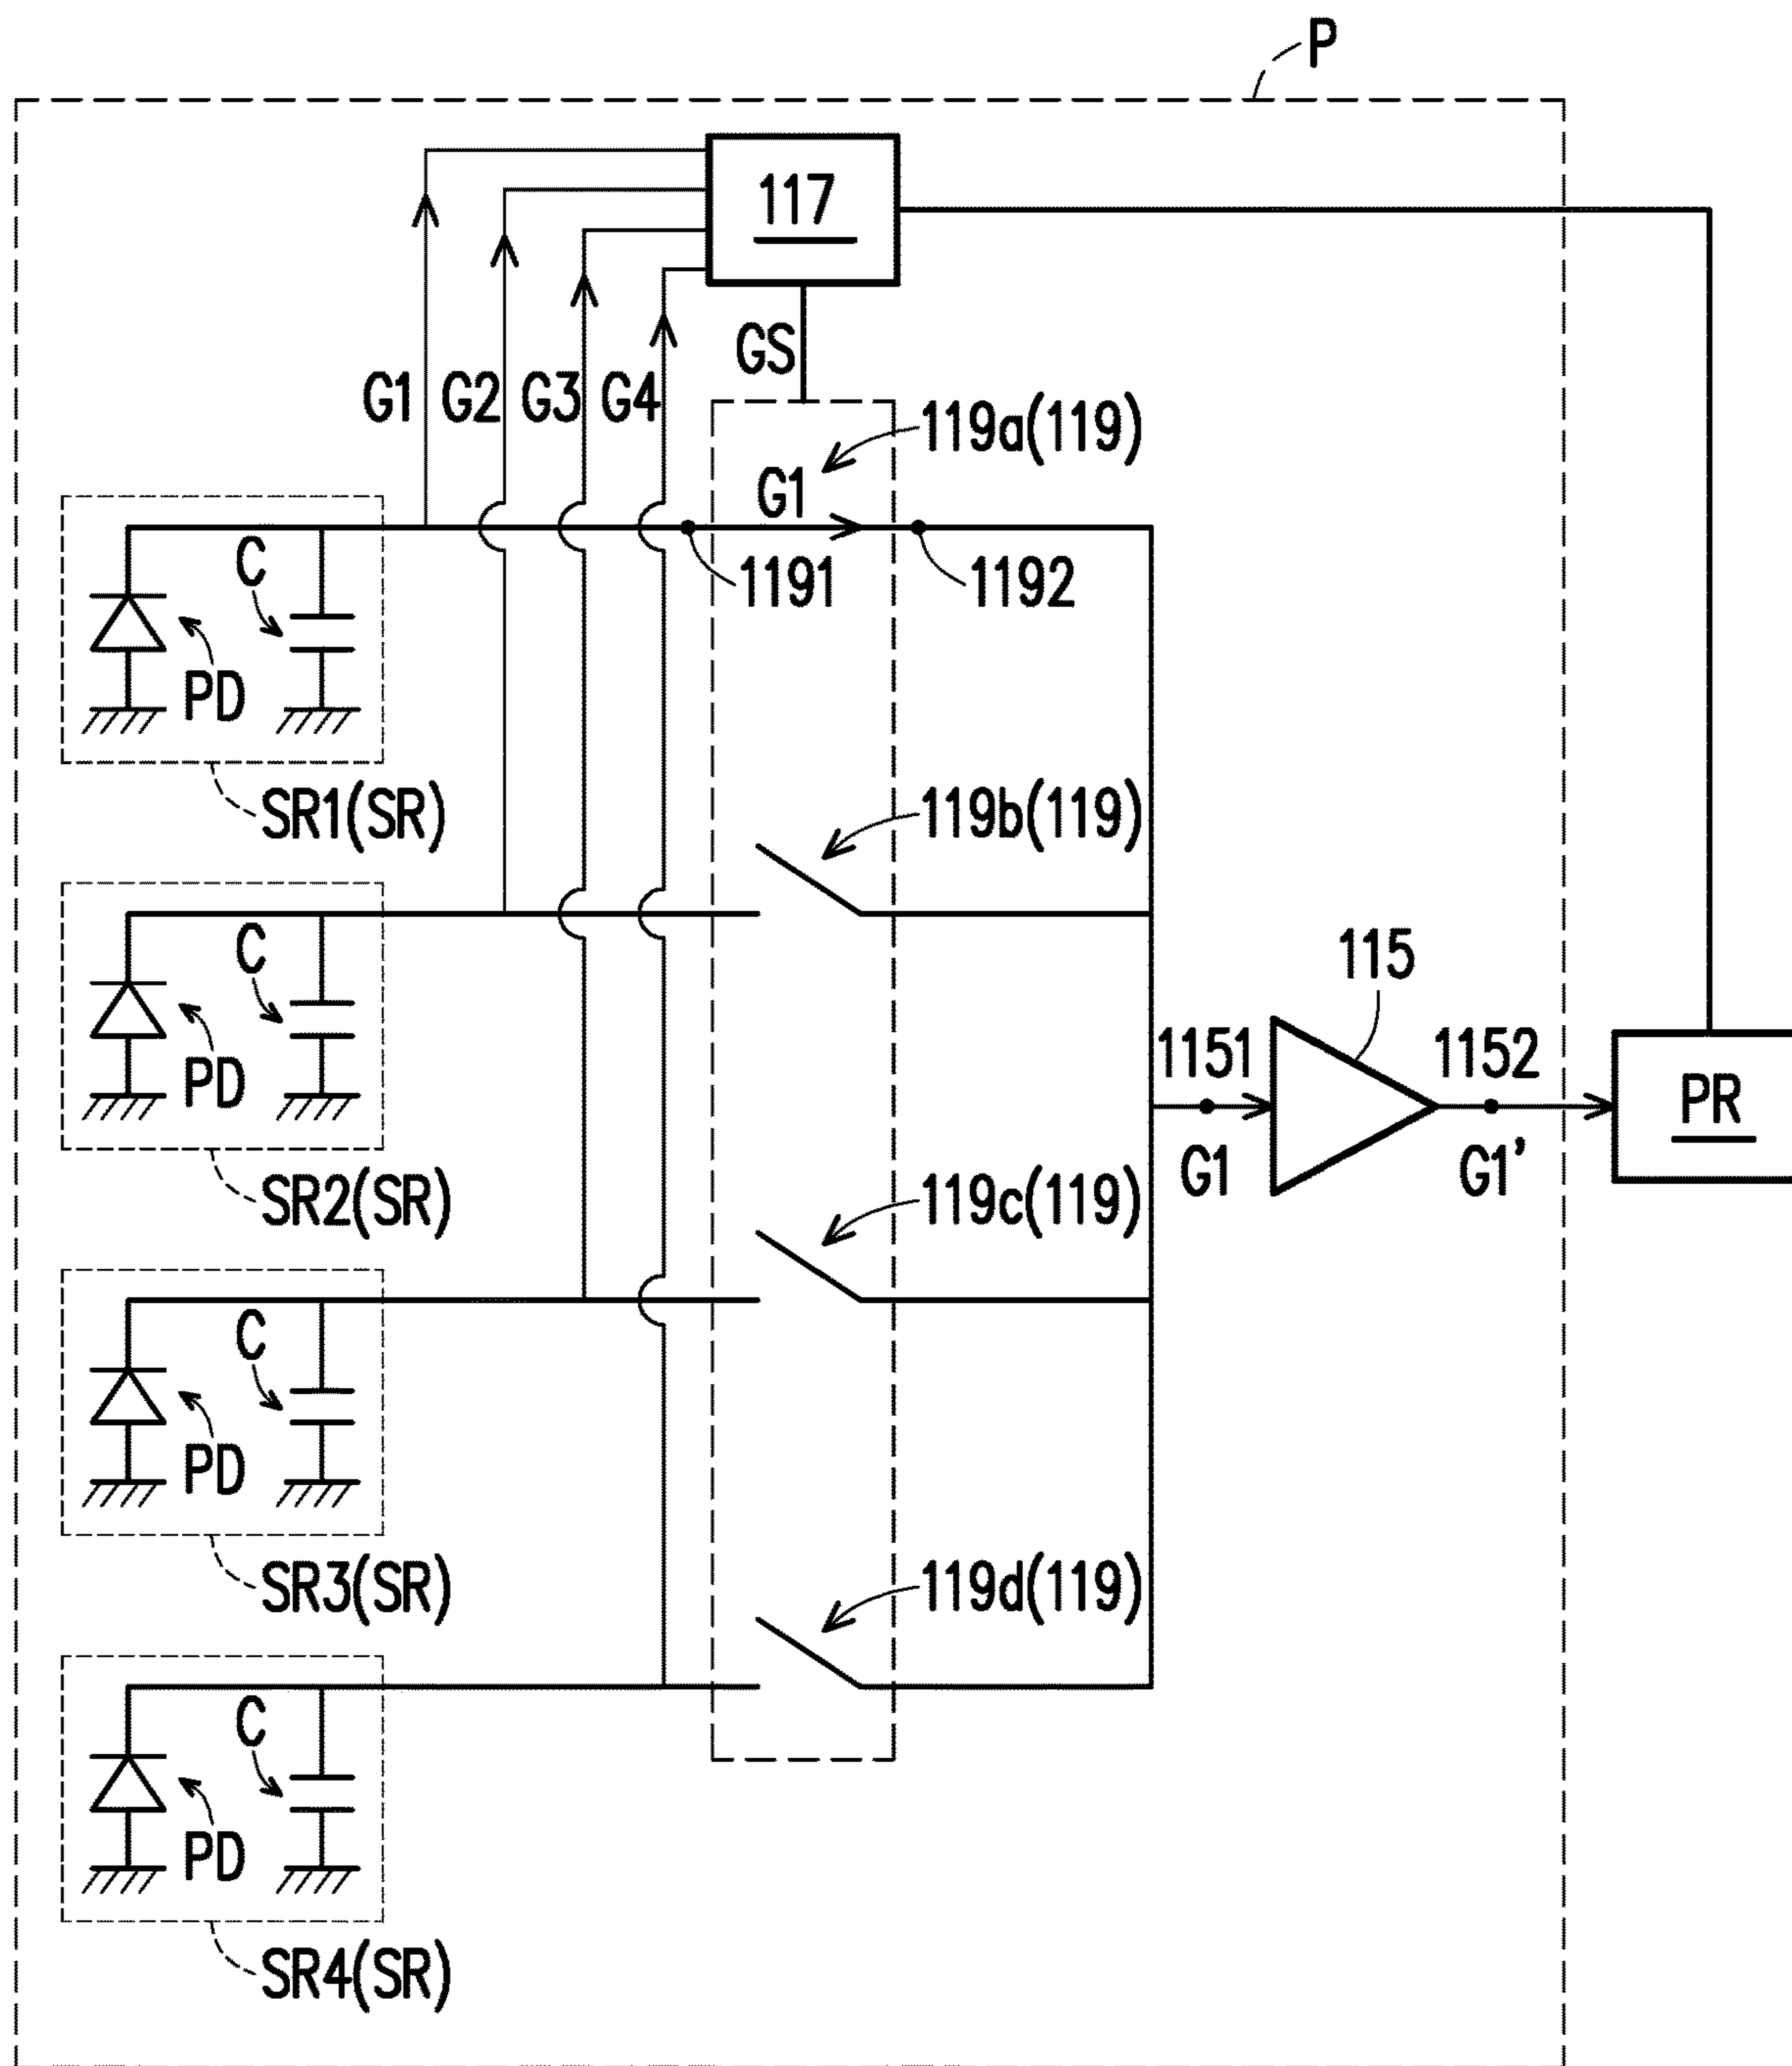 P
117
GS
G1 G2 G3 G4
119a(119)
G1
1191
1192
C
PD
SR1(SR)
119b(119)
C
PD
SR2(SR)
115
1151
1152
PR
G1
G1’
119c(119)
C
PD
SR3(SR)
119d(119)
C
PD
SR4(SR)